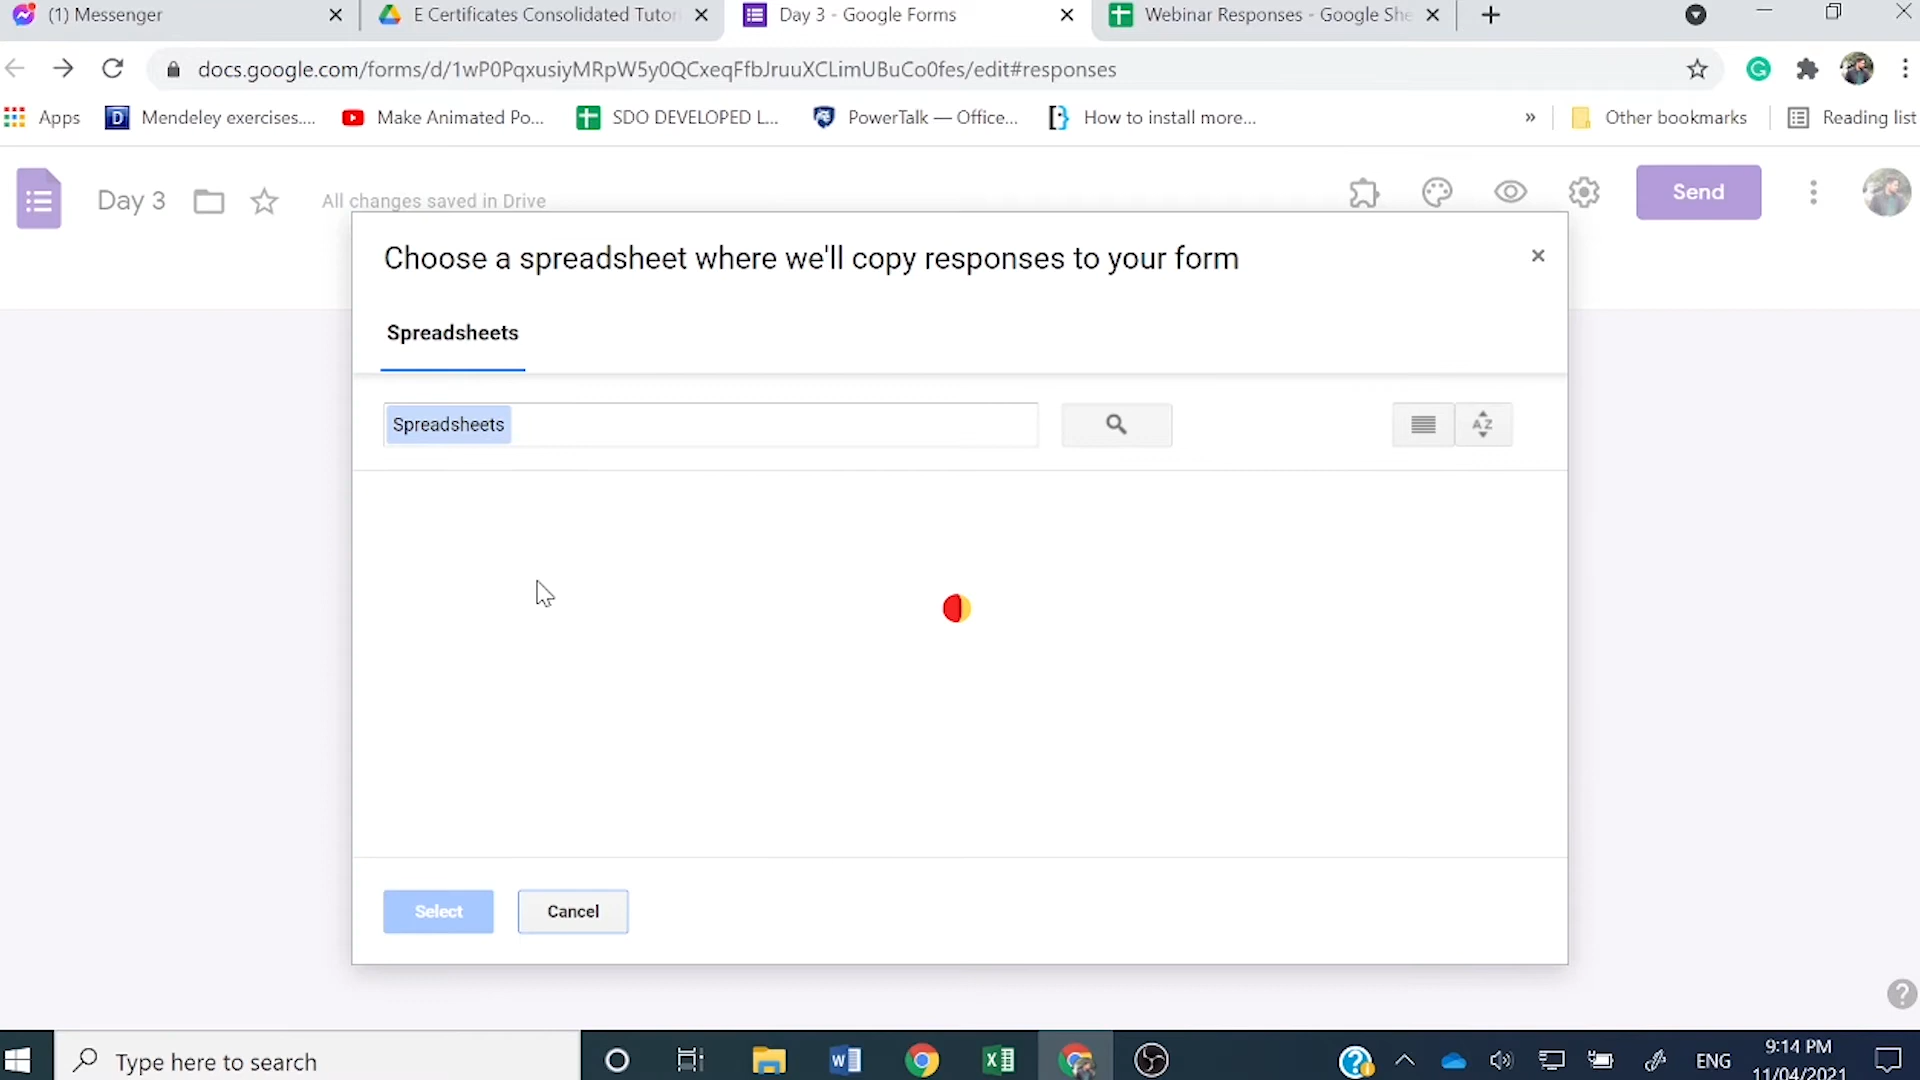 (1) Messenger
E Certificates Consolidated Tutor
Day 3 - Google Forms
Webinar Responses - Google She
docs.google.com/forms/d/1wP0PqxusiyMRpW5y0QCxeqFfbJruuXCLimUBuCo0fes/edit#responses
Apps
Mendeley exercises....
Make Animated Po...
SDO DEVELOPED L...
PowerTalk — Office...
How to install more...
»
Other bookmarks
Reading list
Day 3
All changes saved in Drive
Send
Choose a spreadsheet where we'll copy responses to your form
Spreadsheets
Spreadsheets
AZ
Select
Cancel
Type here to search
ENG
9:14 PM
11/04/2021